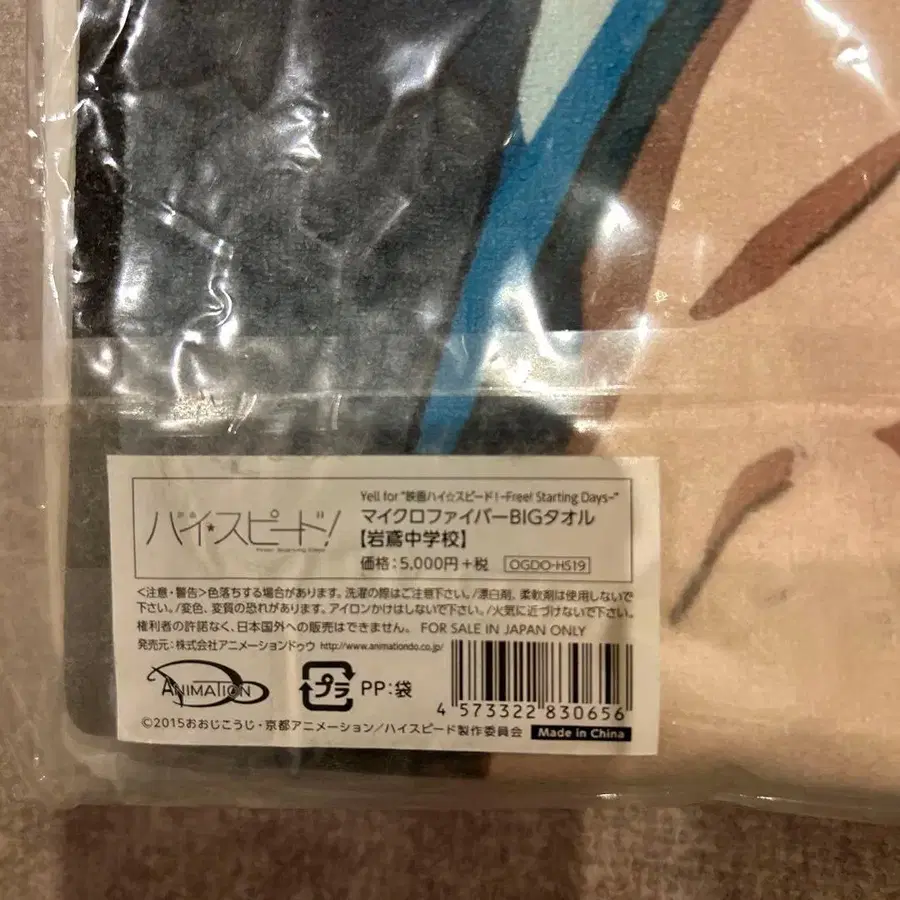 Yell for "映画ハイ☆スピード!-Free! Starting Days-"
映画
ハイ☆スピード!
Free! Starting Days
マイクロファイバーBIGタオル
【岩鳶中学校】
価格:5,000円+税 OGDO-HS19
<注意・警告>色落ちする場合があります。洗濯の際はご注意下さい。/漂白剤、柔軟剤は使用しないで
下さい。/変色、変質の恐れがあります。アイロンかけはしないで下さい。/火気に近づけないで下さい。
権利者の許諾なく、日本国外への販売はできません。 FOR SALE IN JAPAN ONLY
発売元:株式会社アニメーションドゥウ http://www.animationdo.co.jp/
ANIMATION DO
プラ PP:袋
4 573322 830656
©2015おおじこうじ・京都アニメーション/ハイスピード製作委員会 Made in China